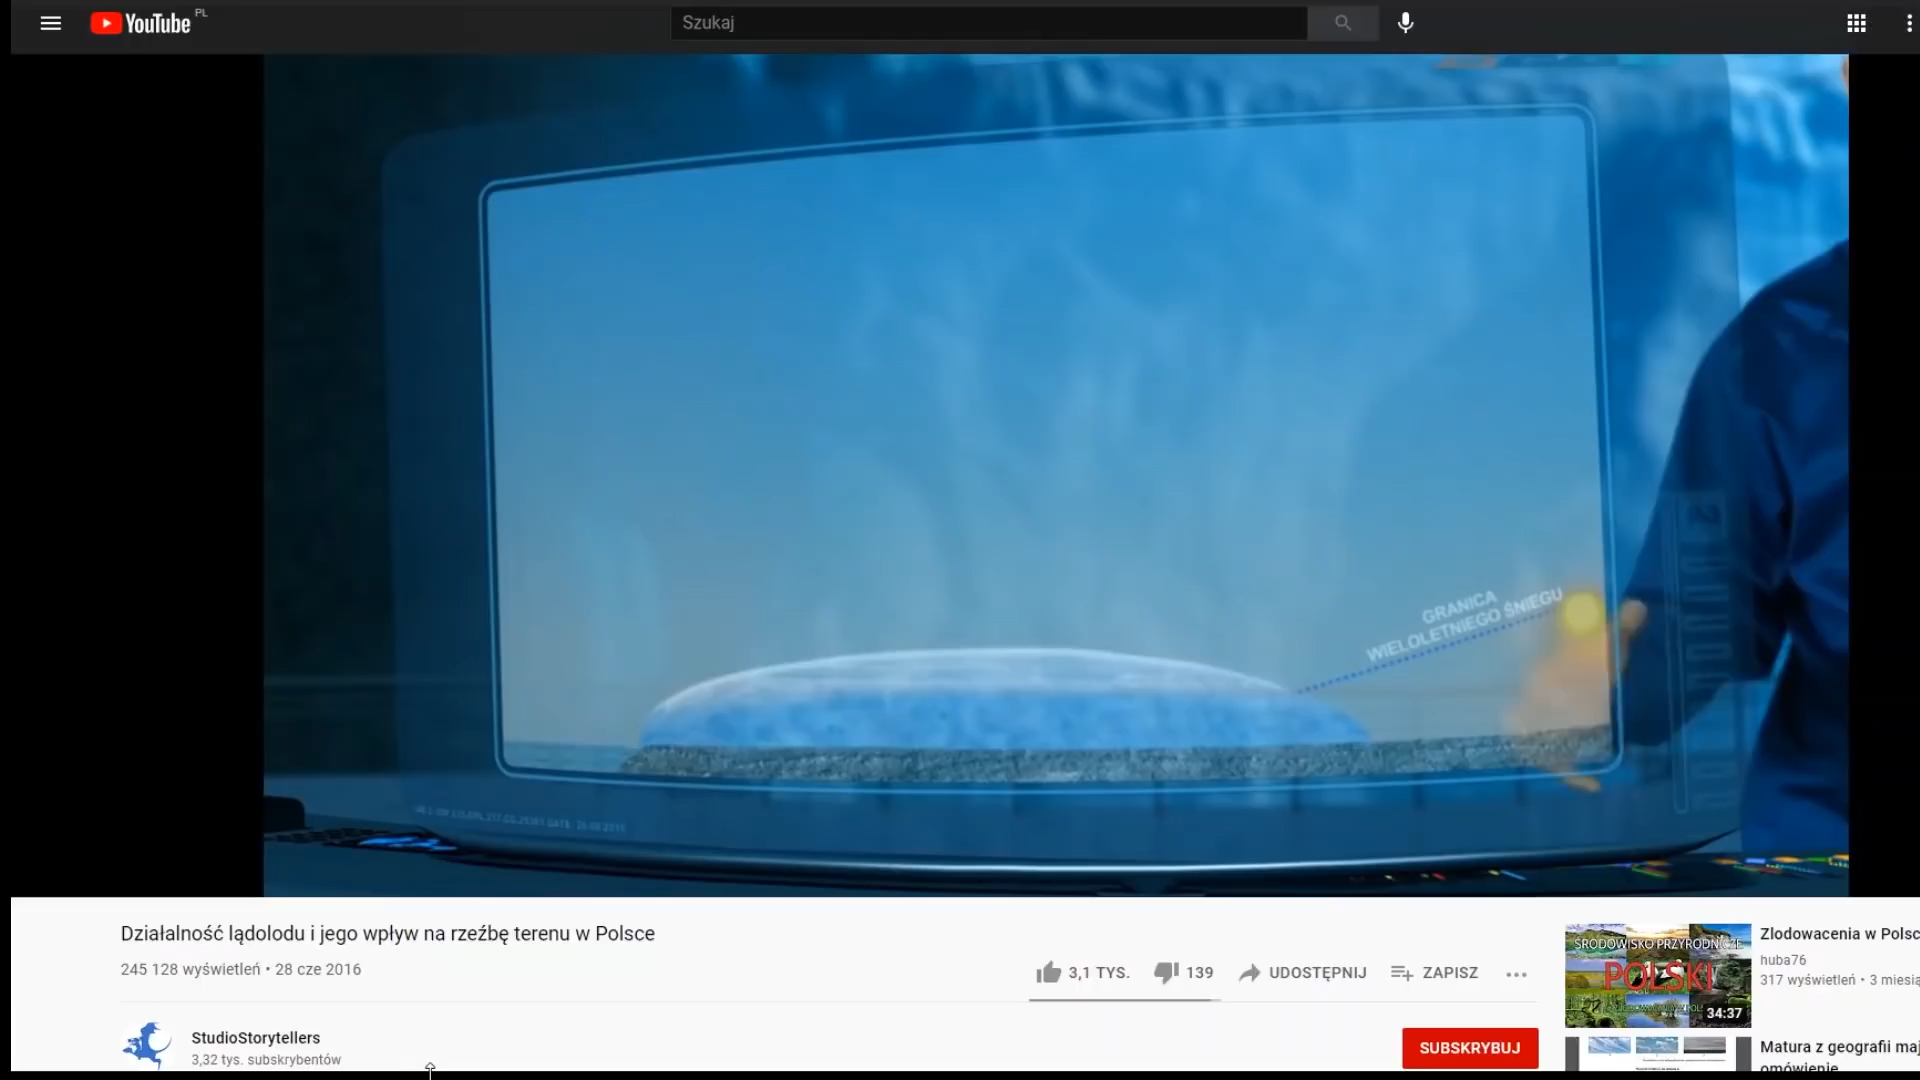 YouTube PL
Szukaj
GRANICA
WIELOLETNIEGO ŚNIEGU
Działalność lądolodu i jego wpływ na rzeźbę terenu w Polsce
245 128 wyświetleń • 28 cze 2016
3,1 TYS.
139
UDOSTĘPNIJ
ZAPISZ
StudioStorytellers
3,32 tys. subskrybentów
SUBSKRYBUJ
ŚRODOWISKO PRZYRODNICZE
POLSKI
34:37
Zlodowacenia w Polsc
huba76
317 wyświetleń • 3 miesią
Matura z geografii maj
omówienie